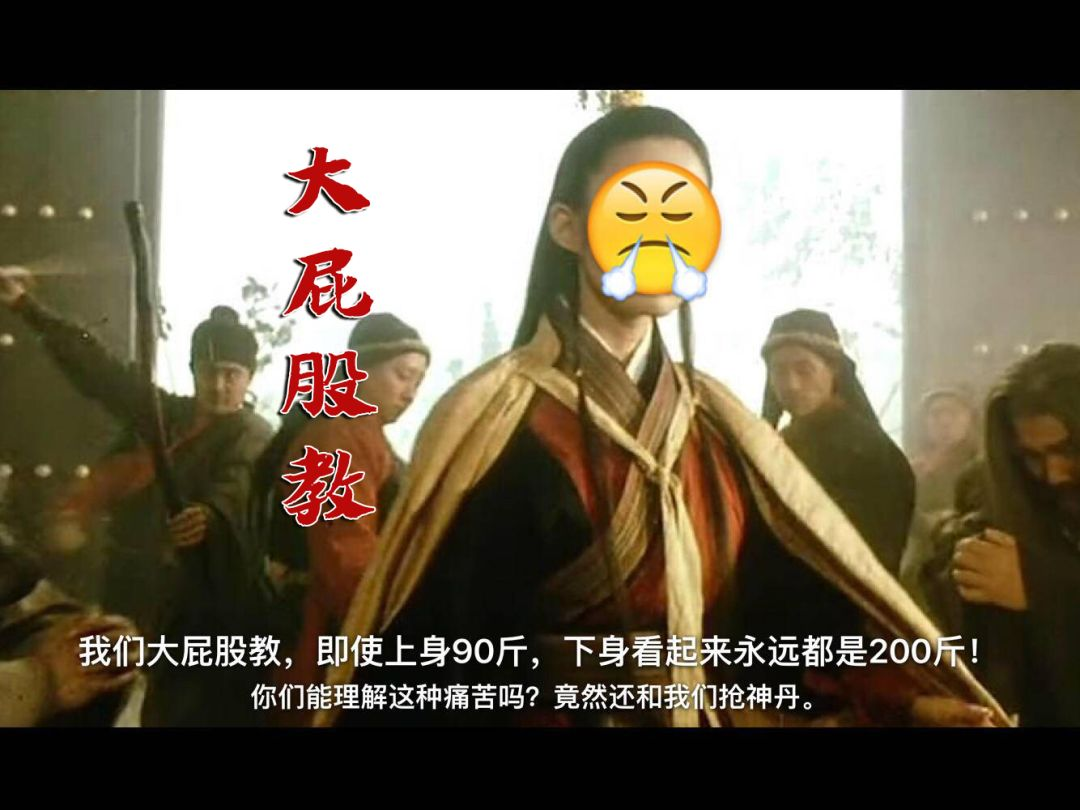 大屁股教
我们大屁股教，即使上身90斤，下身看起来永远都是200斤！
你们能理解这种痛苦吗？竟然还和我们抢神丹。